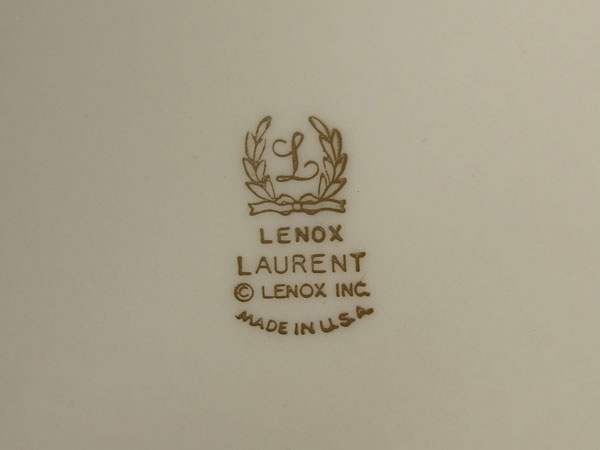 L
LENOX
LAURENT
© LENOX INC.
MADE IN U.S.A.